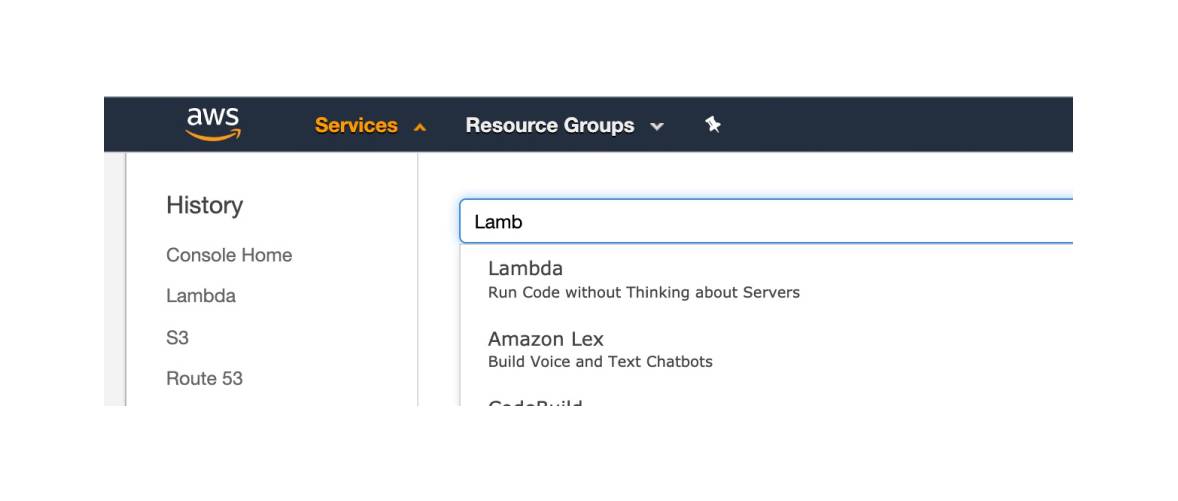 aws
Services
Resource Groups
History
Console Home
Lambda
S3
Route 53
Lamb
Lambda
Run Code without Thinking about Servers
Amazon Lex
Build Voice and Text Chatbots
CodeBuild